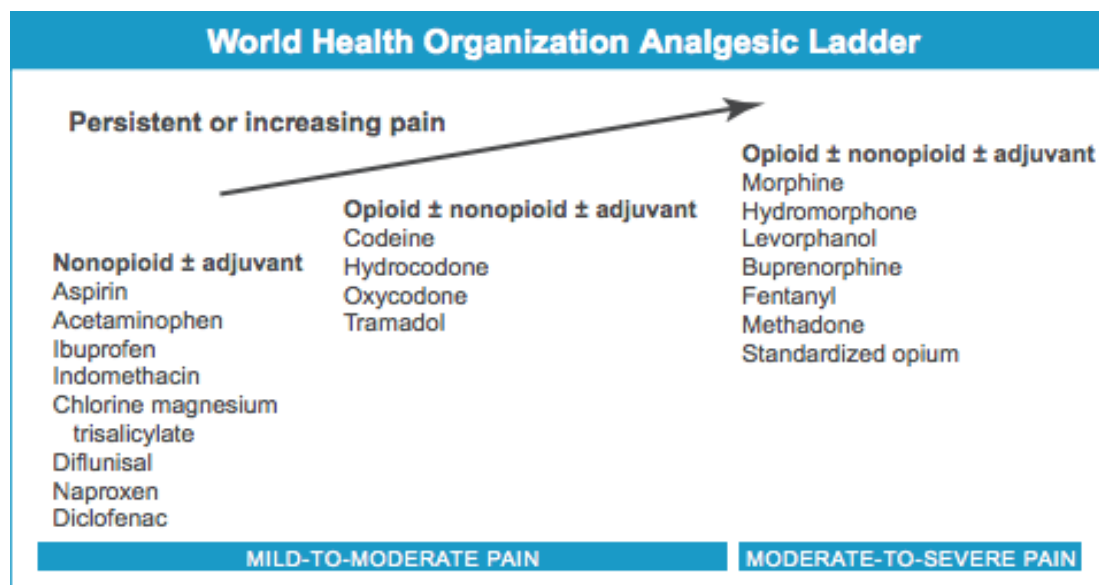 World Health Organization Analgesic Ladder
Persistent or increasing pain
Nonopioid ± adjuvant
Aspirin
Acetaminophen
Ibuprofen
Indomethacin
Chlorine magnesium
trisalicylate
Diflunisal
Naproxen
Diclofenac
Opioid ± nonopioid ± adjuvant
Codeine
Hydrocodone
Oxycodone
Tramadol
Opioid ± nonopioid ± adjuvant
Morphine
Hydromorphone
Levorphanol
Buprenorphine
Fentanyl
Methadone
Standardized opium
MILD-TO-MODERATE PAIN
MODERATE-TO-SEVERE PAIN